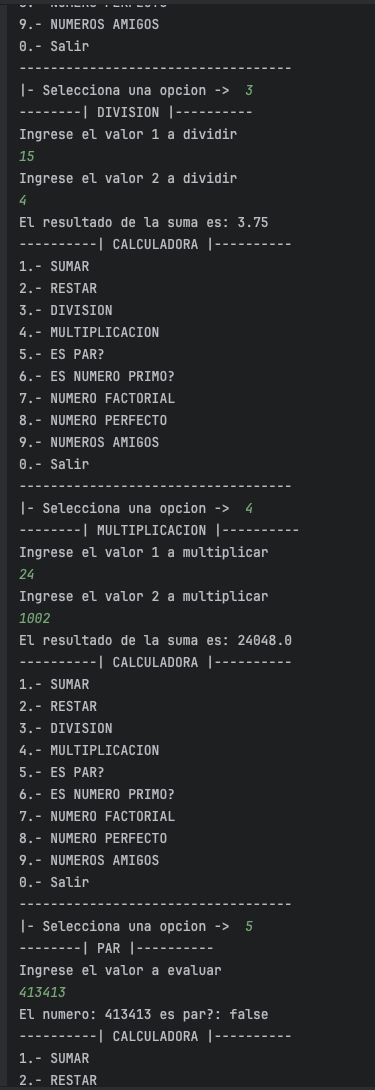 8.- NUMERO PERFECTO
9.- NUMEROS AMIGOS
0.- Salir
-----------------------------------
|- Selecciona una opcion ->  3
--------| DIVISION |----------
Ingrese el valor 1 a dividir
15
Ingrese el valor 2 a dividir
4
El resultado de la suma es: 3.75
----------| CALCULADORA |----------
1.- SUMAR
2.- RESTAR
3.- DIVISION
4.- MULTIPLICACION
5.- ES PAR?
6.- ES NUMERO PRIMO?
7.- NUMERO FACTORIAL
8.- NUMERO PERFECTO
9.- NUMEROS AMIGOS
0.- Salir
-----------------------------------
|- Selecciona una opcion ->  4
--------| MULTIPLICACION |----------
Ingrese el valor 1 a multiplicar
24
Ingrese el valor 2 a multiplicar
1002
El resultado de la suma es: 24048.0
----------| CALCULADORA |----------
1.- SUMAR
2.- RESTAR
3.- DIVISION
4.- MULTIPLICACION
5.- ES PAR?
6.- ES NUMERO PRIMO?
7.- NUMERO FACTORIAL
8.- NUMERO PERFECTO
9.- NUMEROS AMIGOS
0.- Salir
-----------------------------------
|- Selecciona una opcion ->  5
--------| PAR |----------
Ingrese el valor a evaluar
413413
El numero: 413413 es par?: false
----------| CALCULADORA |----------
1.- SUMAR
2.- RESTAR